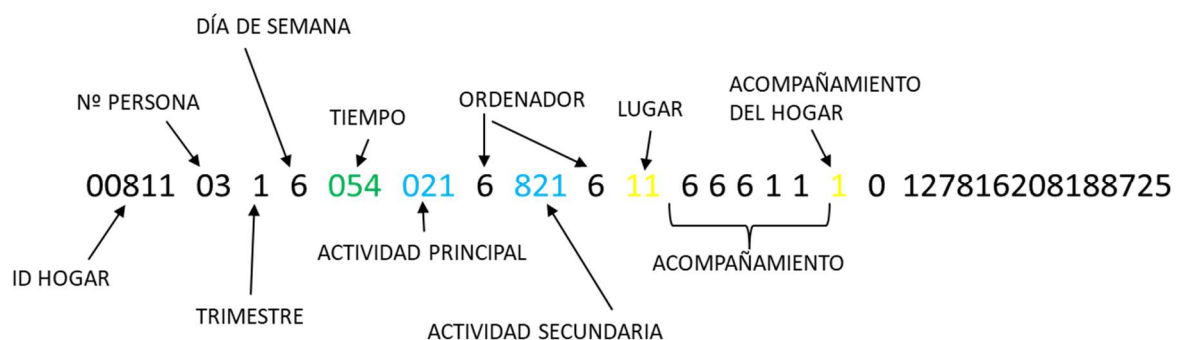 DÍA DE SEMANA
Nº PERSONA
TIEMPO
ORDENADOR
LUGAR
ACOMPAÑAMIENTO
DEL HOGAR
00811 03 1 6 054 021 6 821 6 11 6 6 6 1 1 1 0 127816208188725
ID HOGAR
TRIMESTRE
ACTIVIDAD PRINCIPAL
ACTIVIDAD SECUNDARIA
ACOMPAÑAMIENTO